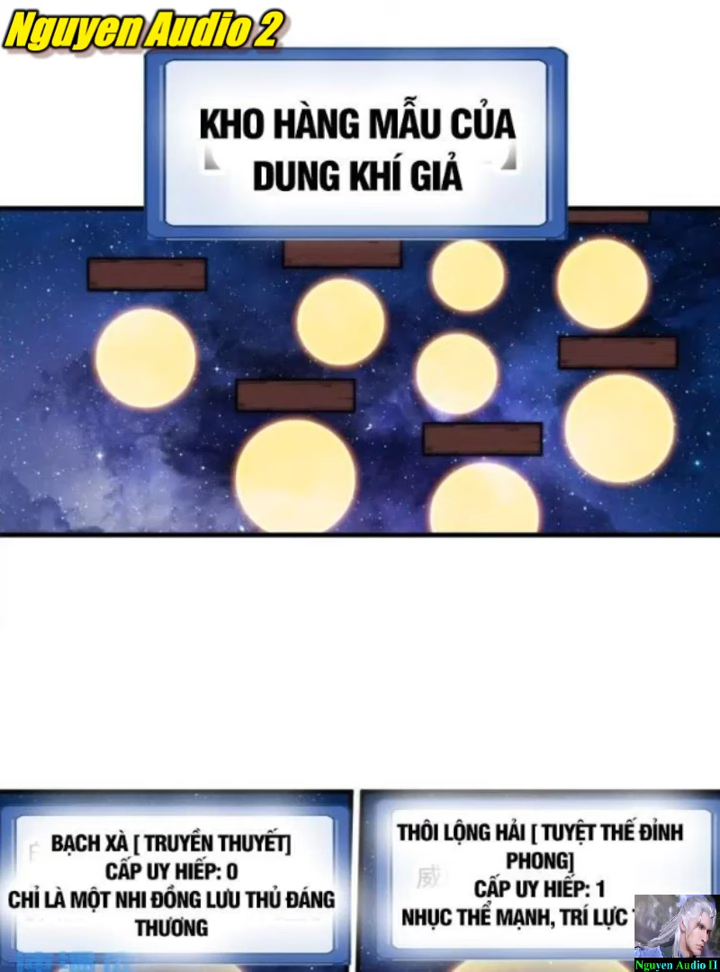 Nguyen Audio 2
KHO HÀNG MẪU CỦA
DUNG KHÍ GIẢ
BẠCH XÀ [ TRUYỀN THUYẾT]
CẤP UY HIẾP: 0
CHỈ LÀ MỘT NHI ĐỒNG LƯU THỦ ĐÁNG
THƯƠNG
THÔI LỘNG HẢI [ TUYỆT THẾ ĐỈNH
PHONG]
威
CẤP UY HIẾP: 1
NHỤC THỂ MẠNH, TRÍ LỰC
Nguyen Audio II